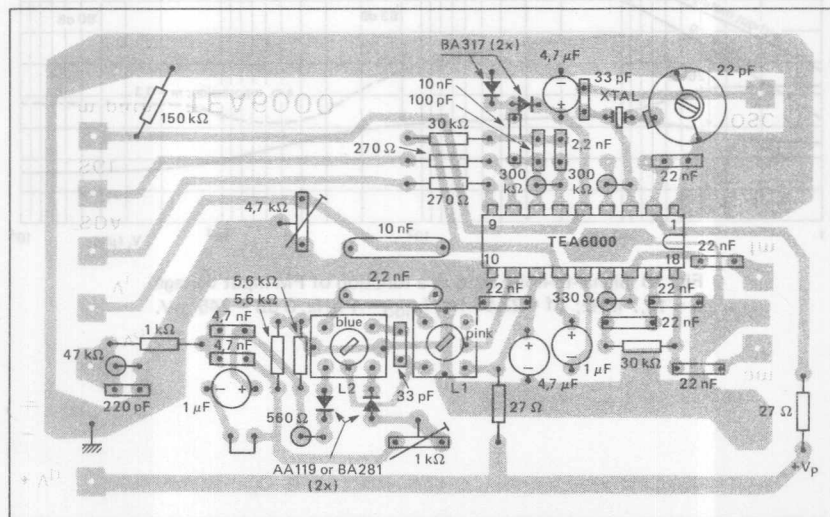 BA317 (2x)
4,7 µF
33 pF
22 pF
10 nF
100 pF
XTAL
150 kΩ
30 kΩ
270 Ω
2,2 nF
300 kΩ
300 kΩ
22 nF
270 Ω
4,7 kΩ
10 nF
9
1
TEA6000
10
18
22 nF
2,2 nF
5,6 kΩ
5,6 kΩ
22 nF
330 Ω
22 nF
4,7 nF
blue
pink
22 nF
1 kΩ
4,7 nF
47 kΩ
L2
33 pF
L1
4,7 µF
1 µF
30 kΩ
22 nF
220 pF
1 µF
560 Ω
27 Ω
27 Ω
AA119 or BA281
(2x)
1 kΩ
+VP